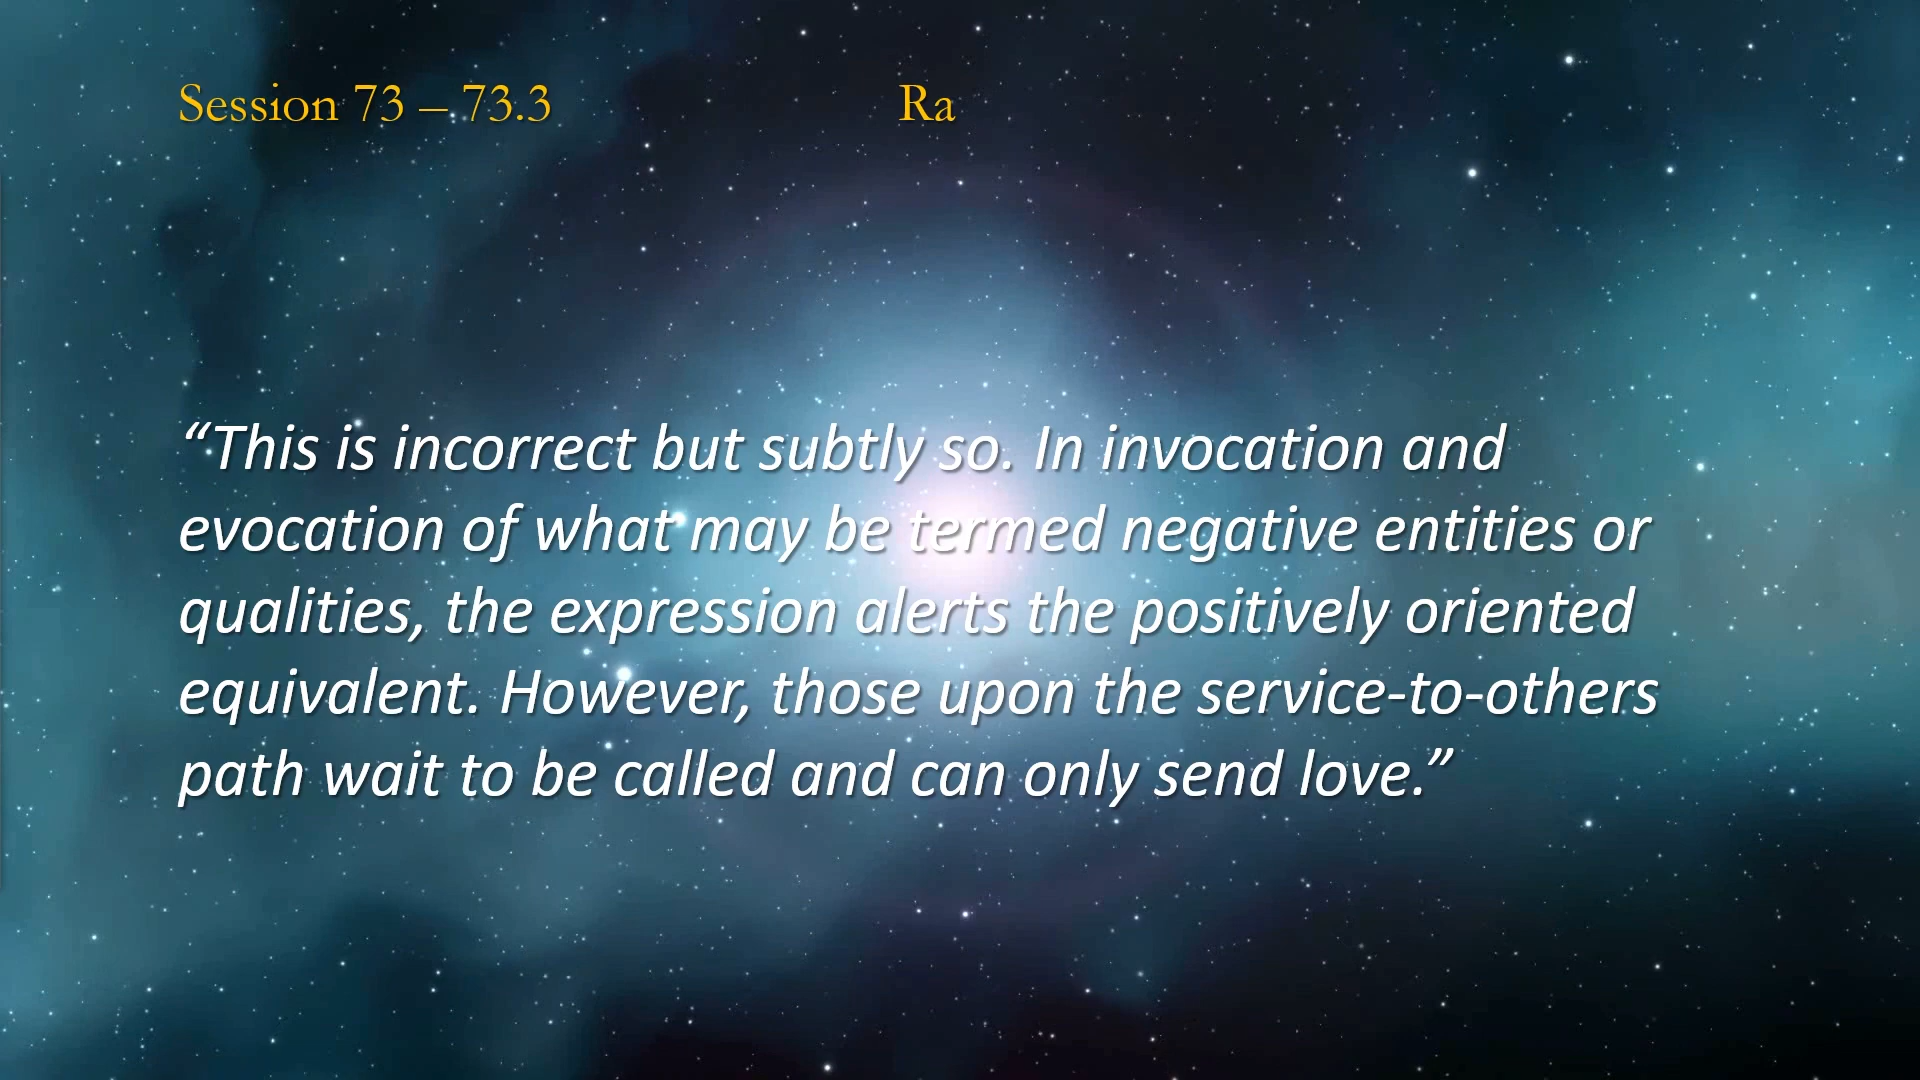 Session 73 – 73.3 Ra
“This is incorrect but subtly so. In invocation and
evocation of what may be termed negative entities or
qualities, the expression alerts the positively oriented
equivalent. However, those upon the service-to-others
path wait to be called and can only send love.”